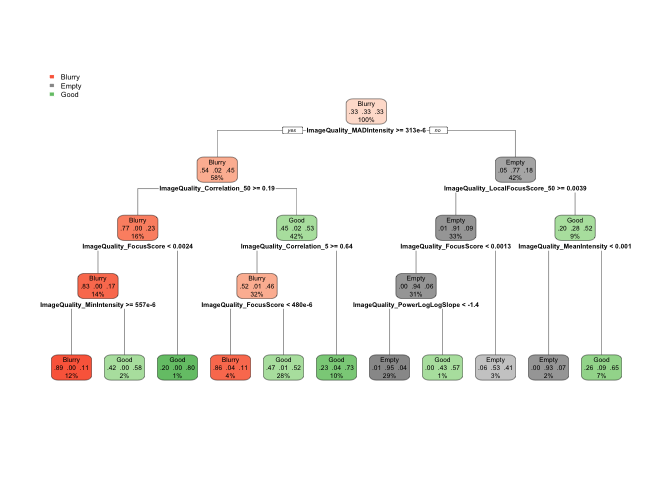 Blurry
Empty
Good
Blurry
.33 .33 .33
100%
yes
ImageQuality_MADIntensity >= 313e-6
no
Blurry
.54 .02 .45
58%
Empty
.05 .77 .18
42%
ImageQuality_Correlation_50 >= 0.19
ImageQuality_LocalFocusScore_50 >= 0.0039
Blurry
.77 .00 .23
16%
Good
.45 .02 .53
42%
Empty
.01 .91 .09
33%
Good
.20 .28 .52
9%
ImageQuality_FocusScore < 0.0024
ImageQuality_Correlation_5 >= 0.64
ImageQuality_FocusScore < 0.0013
ImageQuality_MeanIntensity < 0.001
Blurry
.83 .00 .17
14%
Blurry
.52 .01 .46
32%
Empty
.00 .94 .06
31%
ImageQuality_MinIntensity >= 557e-6
ImageQuality_FocusScore < 480e-6
ImageQuality_PowerLogLogSlope < -1.4
Blurry
.89 .00 .11
12%
Good
.42 .00 .58
2%
Good
.20 .00 .80
1%
Blurry
.86 .04 .11
4%
Good
.47 .01 .52
28%
Good
.23 .04 .73
10%
Empty
.01 .95 .04
29%
Good
.00 .43 .57
1%
Empty
.06 .53 .41
3%
Empty
.00 .93 .07
2%
Good
.26 .09 .65
7%